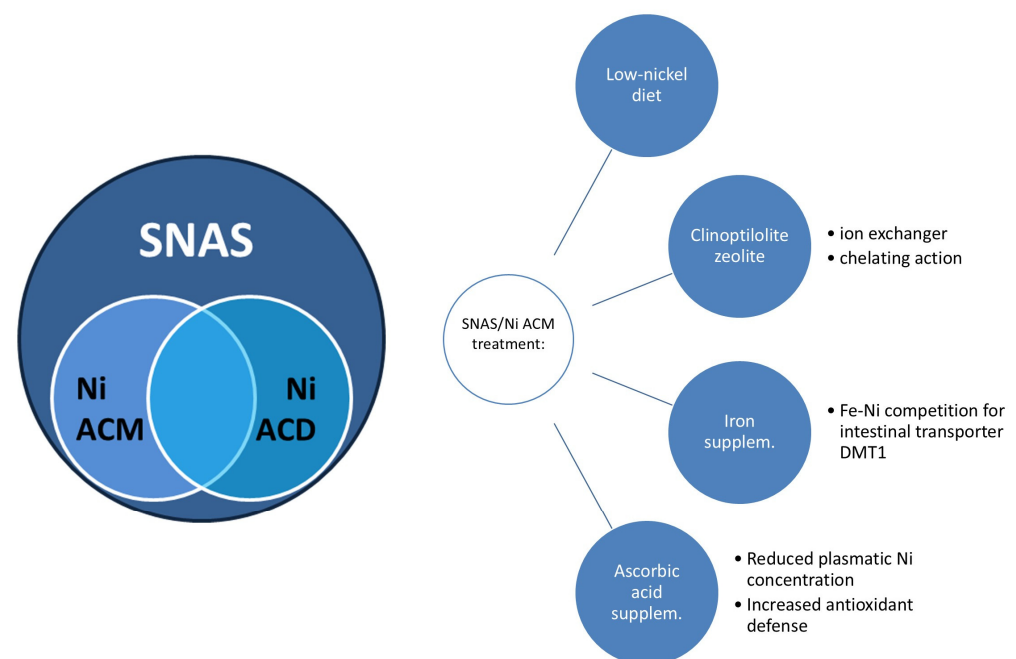 SNAS
Ni
ACM
Ni
ACD
SNAS/Ni ACM
treatment:
Low-nickel
diet
Clinoptilolite
zeolite
• ion exchanger
• chelating action
Iron
supplem.
• Fe-Ni competition for
intestinal transporter
DMT1
Ascorbic
acid
supplem.
• Reduced plasmatic Ni
concentration
• Increased antioxidant
defense